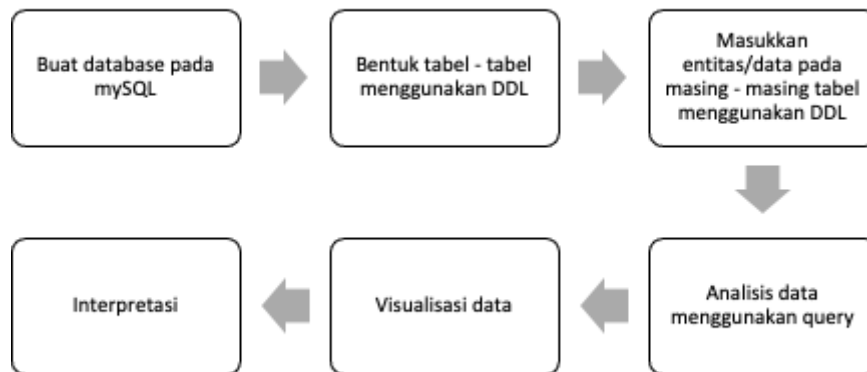 Buat database pada
mySQL
Bentuk tabel - tabel
menggunakan DDL
Masukkan
entitas/data pada
masing - masing tabel
menggunakan DDL
Analisis data
menggunakan query
Visualisasi data
Interpretasi